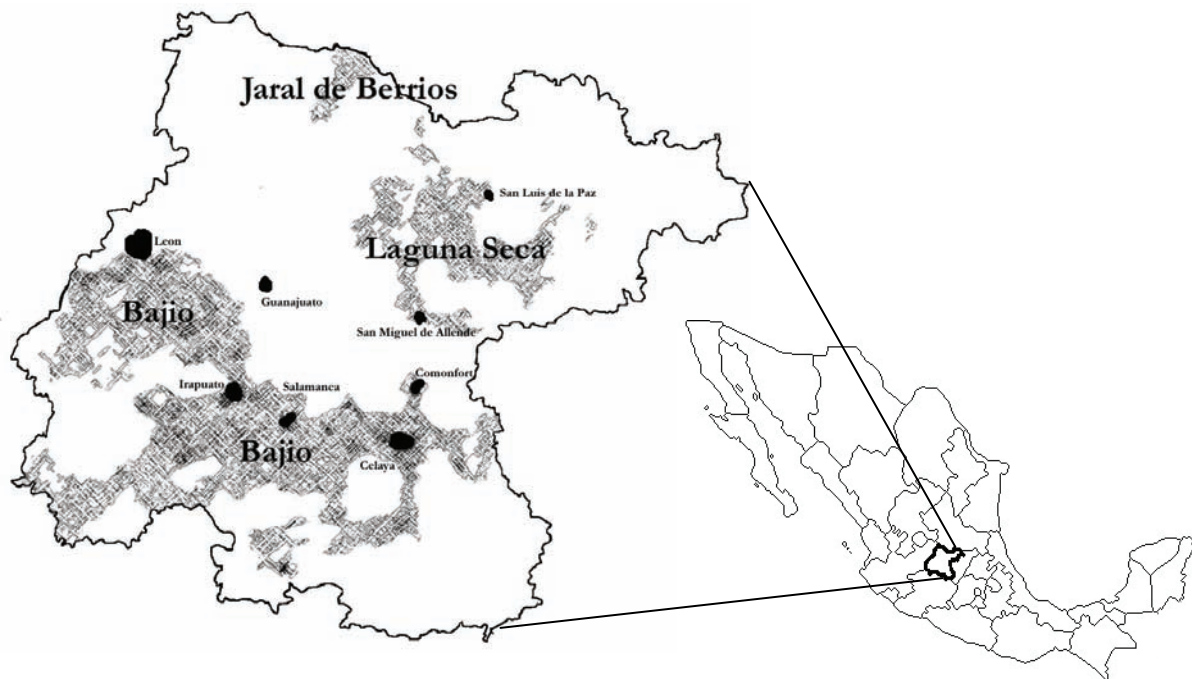 Jaral de Berrios
San Luis de la Paz
Leon
Laguna Seca
Guanajuato
Bajio
San Miguel de Allende
Comonfort
Irapuato
Salamanca
Bajio
Celaya